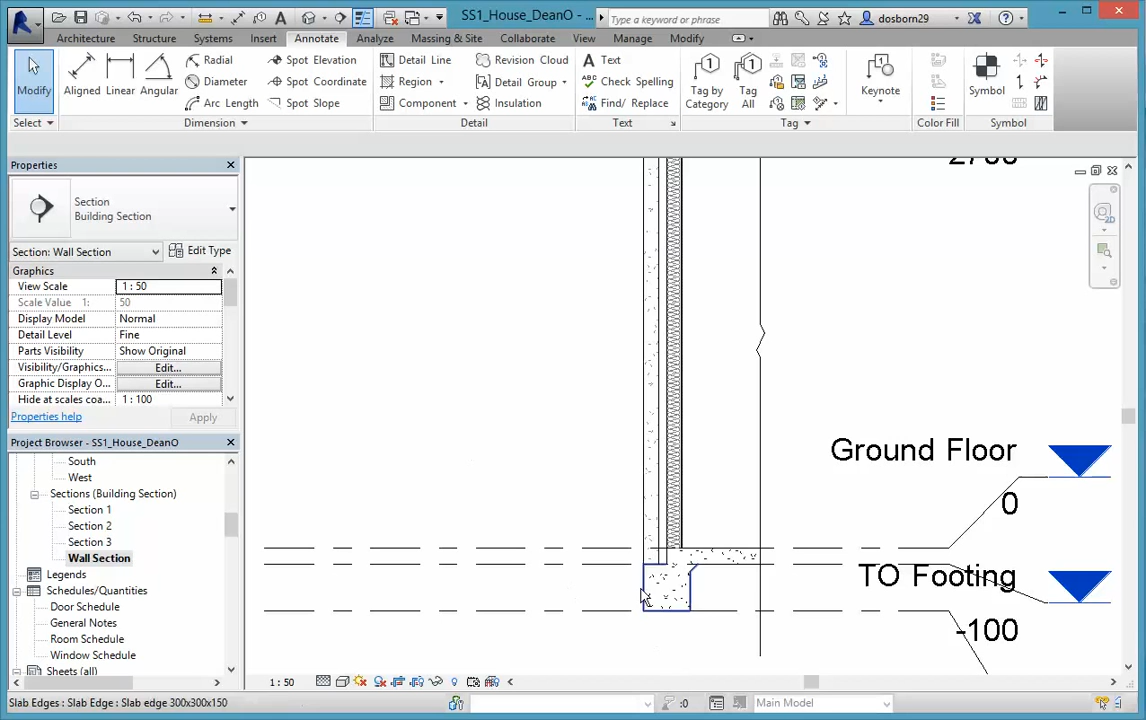 SS1_House_DeanO - ...
Type a keyword or phrase
dosborn29
Architecture Structure Systems Insert Annotate Analyze Massing & Site Collaborate View Manage Modify
Modify
Aligned Linear Angular
Radial
Diameter
Arc Length
Spot Elevation
Spot Coordinate
Spot Slope
Detail Line
Region
Component
Revision Cloud
Detail Group
Insulation
Text
Check Spelling
Find/ Replace
Tag by Category
Tag All
Keynote
Symbol
Select Dimension Detail Text Tag Color Fill Symbol
Properties
Section
Building Section
Section: Wall Section Edit Type
Graphics
View Scale 1 : 50
Scale Value 1: 50
Display Model Normal
Detail Level Fine
Parts Visibility Show Original
Visibility/Graphics... Edit...
Graphic Display O... Edit...
Hide at scales coa... 1 : 100
Properties help Apply
Project Browser - SS1_House_DeanO
South
West
Sections (Building Section)
Section 1
Section 2
Section 3
Wall Section
Legends
Schedules/Quantities
Door Schedule
General Notes
Room Schedule
Window Schedule
Sheets (all)
2D
Ground Floor
0
TO Footing
-100
1 : 50
Slab Edges : Slab Edge : Slab edge 300x300x150
:0
Main Model